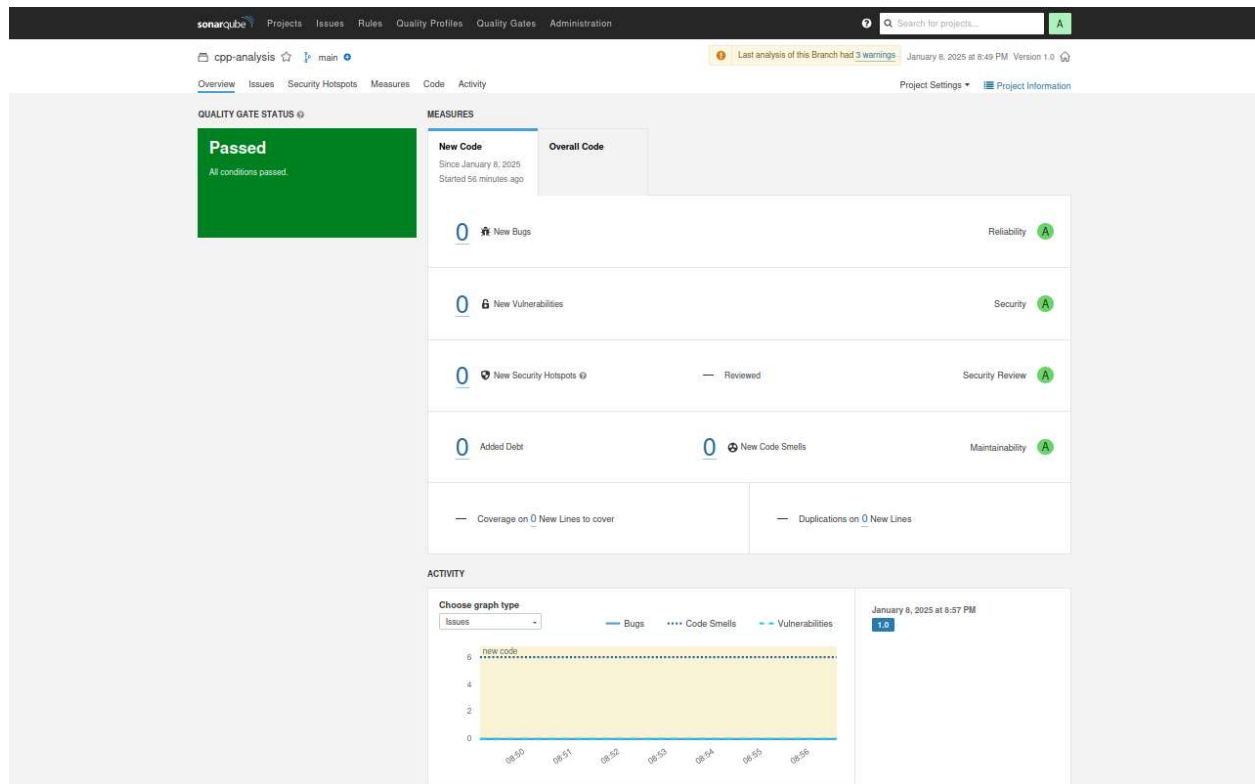 sonarqube Projects Issues Rules Quality Profiles Quality Gates Administration Search for projects... A
cpp-analysis main Last analysis of this Branch had 3 warnings January 8, 2025 at 8:49 PM Version 1.0
Overview Issues Security Hotspots Measures Code Activity Project Settings Project Information
QUALITY GATE STATUS
Passed
All conditions passed.
MEASURES
New Code Overall Code
Since January 8, 2025
Started 56 minutes ago
0 New Bugs Reliability A
0 New Vulnerabilities Security A
0 New Security Hotspots — Reviewed Security Review A
0 Added Debt 0 New Code Smells Maintainability A
— Coverage on 0 New Lines to cover — Duplications on 0 New Lines
ACTIVITY
Choose graph type
Issues Bugs Code Smells Vulnerabilities
new code
6
4
2
0
08:50 08:51 08:52 08:53 08:54 08:55 08:56
January 8, 2025 at 8:57 PM
1.0